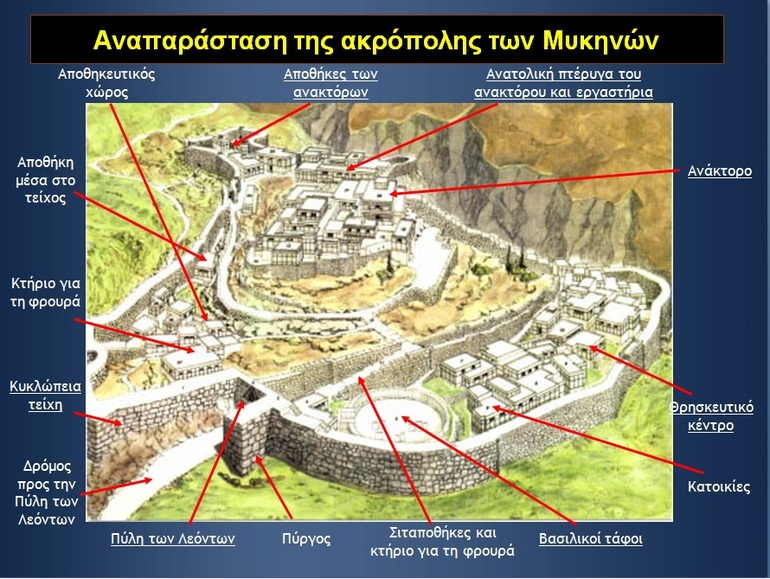 Αναπαράσταση της ακρόπολης των Μυκηνών
Αποθηκευτικός
χώρος
Αποθήκες των
ανακτόρων
Ανατολική πτέρυγα του
ανακτόρου και εργαστήρια
Αποθήκη
μέσα στο
τείχος
Ανάκτορο
Κτήριο για
τη φρουρά
Κυκλώπεια
τείχη
Θρησκευτικό
κέντρο
Δρόμος
προς την
Πύλη των
Λεόντων
Κατοικίες
Πύλη των Λεόντων
Πύργος
Σιταποθήκες και
κτήριο για τη φρουρά
Βασιλικοί τάφοι